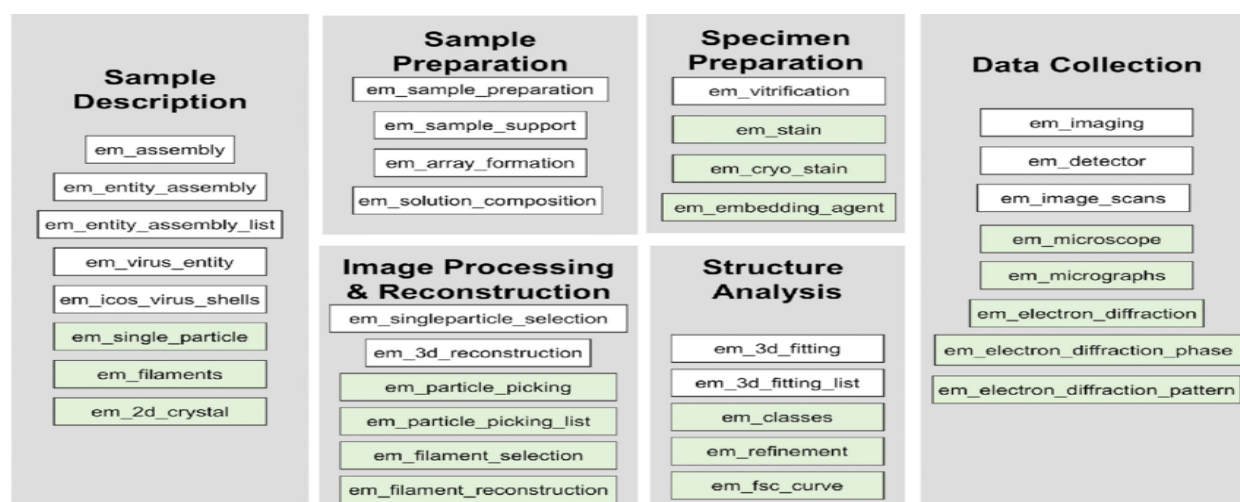 Sample
Description
em_assembly
em_entity_assembly
em_entity_assembly_list
em_virus_entity
em_icos_virus_shells
em_single_particle
em_filaments
em_2d_crystal
Sample
Preparation
em_sample_preparation
em_sample_support
em_array_formation
em_solution_composition
Specimen
Preparation
em_vitrification
em_stain
em_cryo_stain
em_embedding_agent
Image Processing
& Reconstruction
em_singleparticle_selection
em_3d_reconstruction
em_particle_picking
em_particle_picking_list
em_filament_selection
em_filament_reconstruction
Structure
Analysis
em_3d_fitting
em_3d_fitting_list
em_classes
em_refinement
em_fsc_curve
Data Collection
em_imaging
em_detector
em_image_scans
em_microscope
em_micrographs
em_electron_diffraction
em_electron_diffraction_phase
em_electron_diffraction_pattern